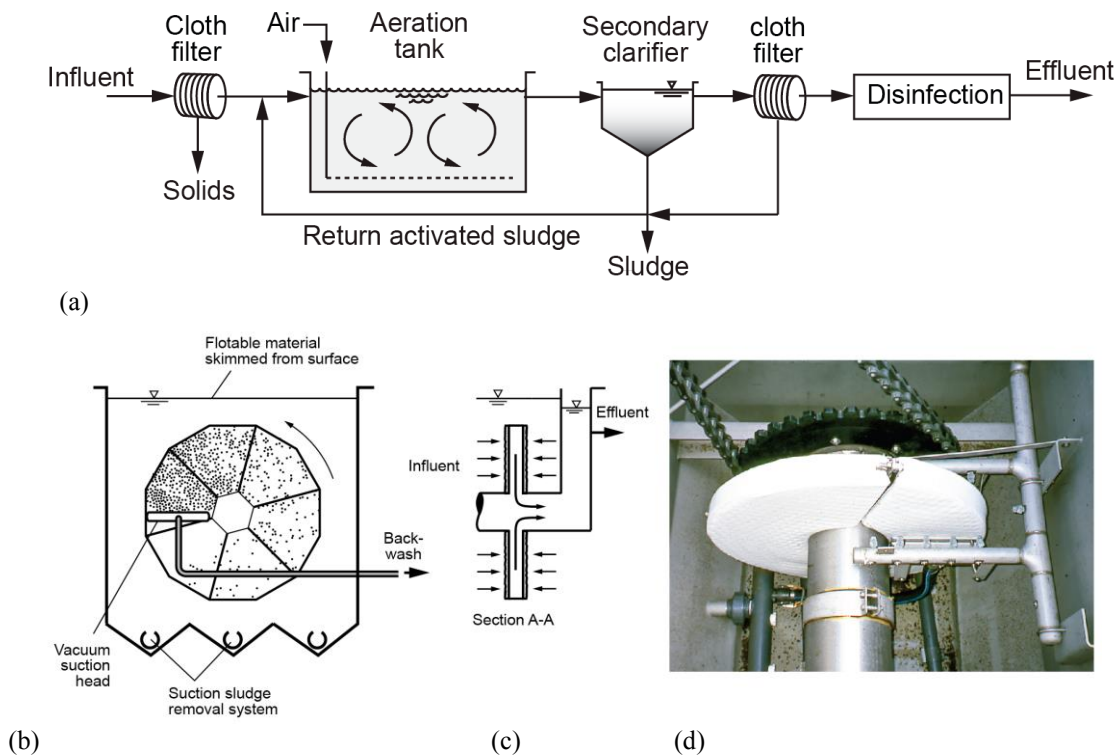 Cloth
filter
Air
Aeration
tank
Secondary
clarifier
cloth
filter
Influent
Effluent
Disinfection
Solids
Return activated sludge
Sludge
(a)
Flotable material
skimmed from surface
Back-
wash
Vacuum
suction
head
Suction sludge
removal system
(b)
Effluent
Influent
Section A-A
(c)
(d)